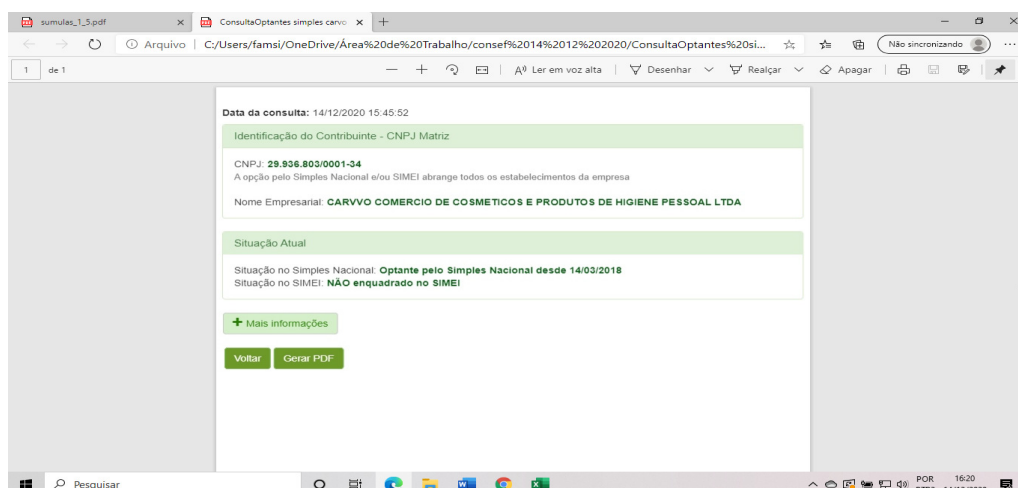 sumulas_1_5.pdf
ConsultaOptantes simples carvo
Arquivo
C:/Users/famsi/OneDrive/Área%20de%20Trabalho/consef%2014%2012%202020/ConsultaOptantes%20si...
Não sincronizando
1 de 1
Ler em voz alta
Desenhar
Realçar
Apagar
Data da consulta: 14/12/2020 15:45:52
Identificação do Contribuinte - CNPJ Matriz
CNPJ: 29.936.803/0001-34
A opção pelo Simples Nacional e/ou SIMEI abrange todos os estabelecimentos da empresa
Nome Empresarial: CARVVO COMERCIO DE COSMETICOS E PRODUTOS DE HIGIENE PESSOAL LTDA
Situação Atual
Situação no Simples Nacional: Optante pelo Simples Nacional desde 14/03/2018
Situação no SIMEI: NÃO enquadrado no SIMEI
+ Mais informações
Voltar
Gerar PDF
Pesquisar
POR
16:20